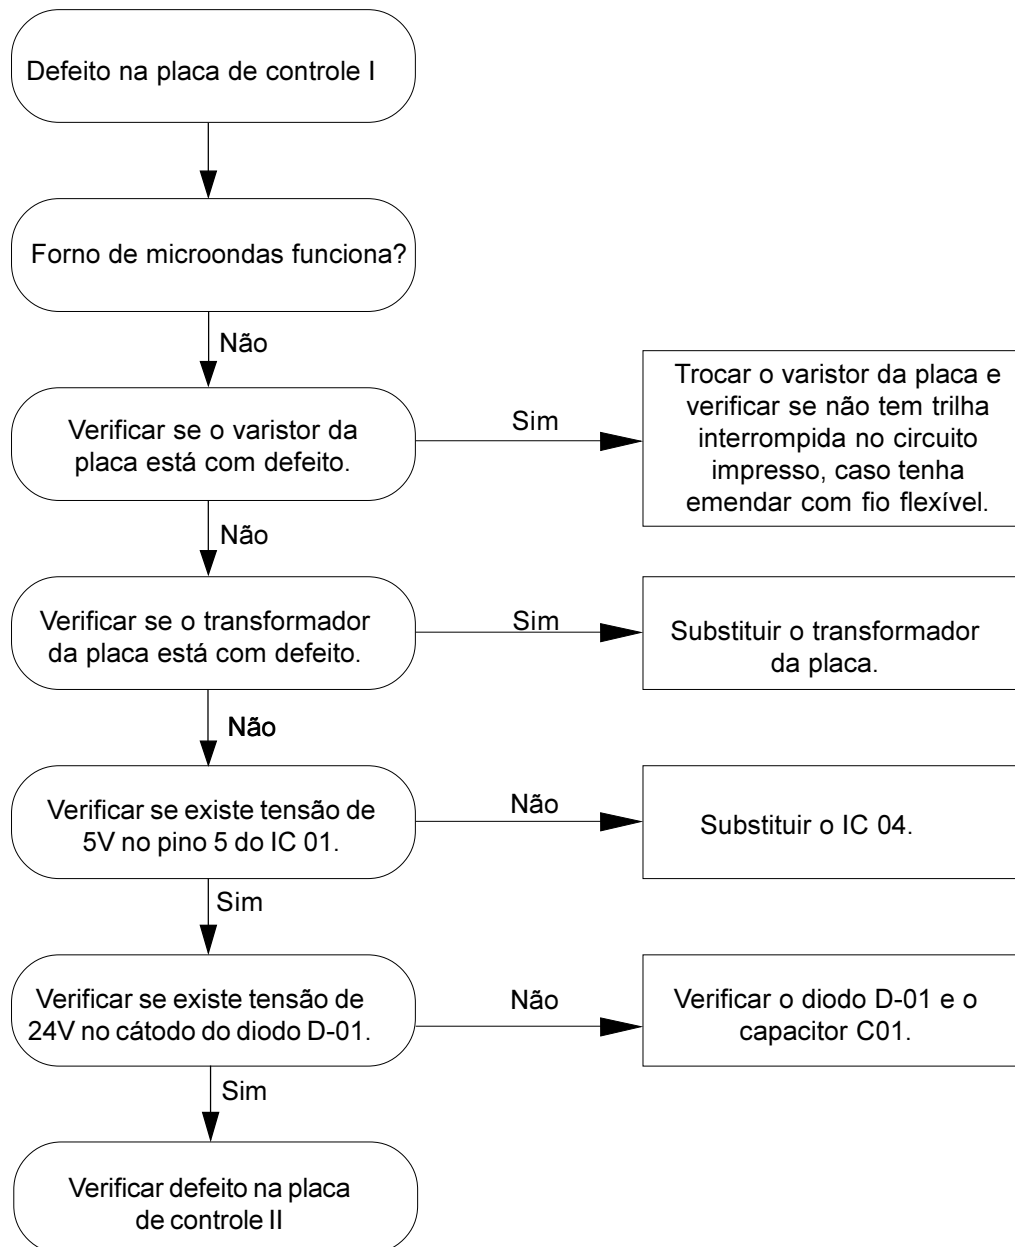 Defeito na placa de controle I
Forno de microondas funciona?
Não
Verificar se o varistor da
placa está com defeito.
Sim
Trocar o varistor da placa e
verificar se não tem trilha
interrompida no circuito
impresso, caso tenha
emendar com fio flexível.
Não
Verificar se o transformador
da placa está com defeito.
Sim
Substituir o transformador
da placa.
Não
Verificar se existe tensão de
5V no pino 5 do IC 01.
Não
Substituir o IC 04.
Sim
Verificar se existe tensão de
24V no cátodo do diodo D-01.
Não
Verificar o diodo D-01 e o
capacitor C01.
Sim
Verificar defeito na placa
de controle II